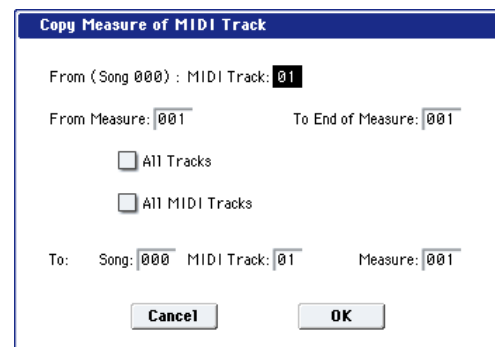 Copy Measure of MIDI Track
From (Song 000) : MIDI Track: 01
From Measure: 001 To End of Measure: 001
All Tracks
All MIDI Tracks
To: Song: 000 MIDI Track: 01 Measure: 001
Cancel OK